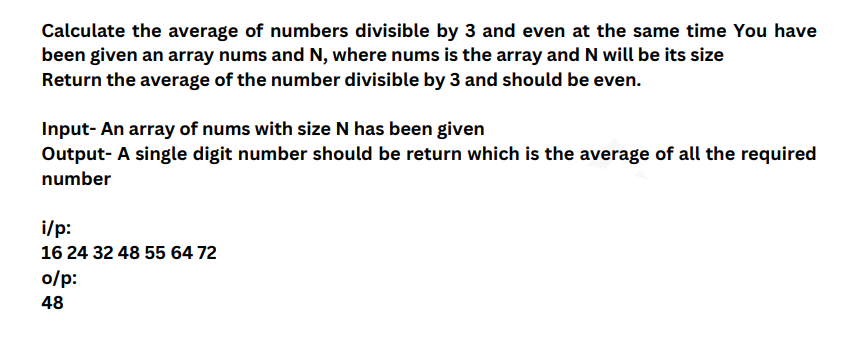 Calculate the average of numbers divisible by 3 and even at the same time You have
been given an array nums and N, where nums is the array and N will be its size
Return the average of the number divisible by 3 and should be even.
Input- An array of nums with size N has been given
Output- A single digit number should be return which is the average of all the required
number
i/p:
16 24 32 48 55 64 72
o/p:
48